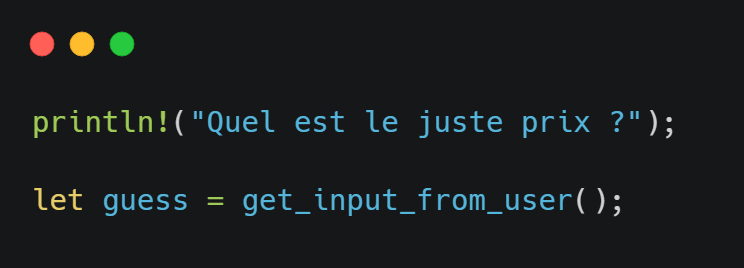 println!("Quel est le juste prix ?");
let guess = get_input_from_user();